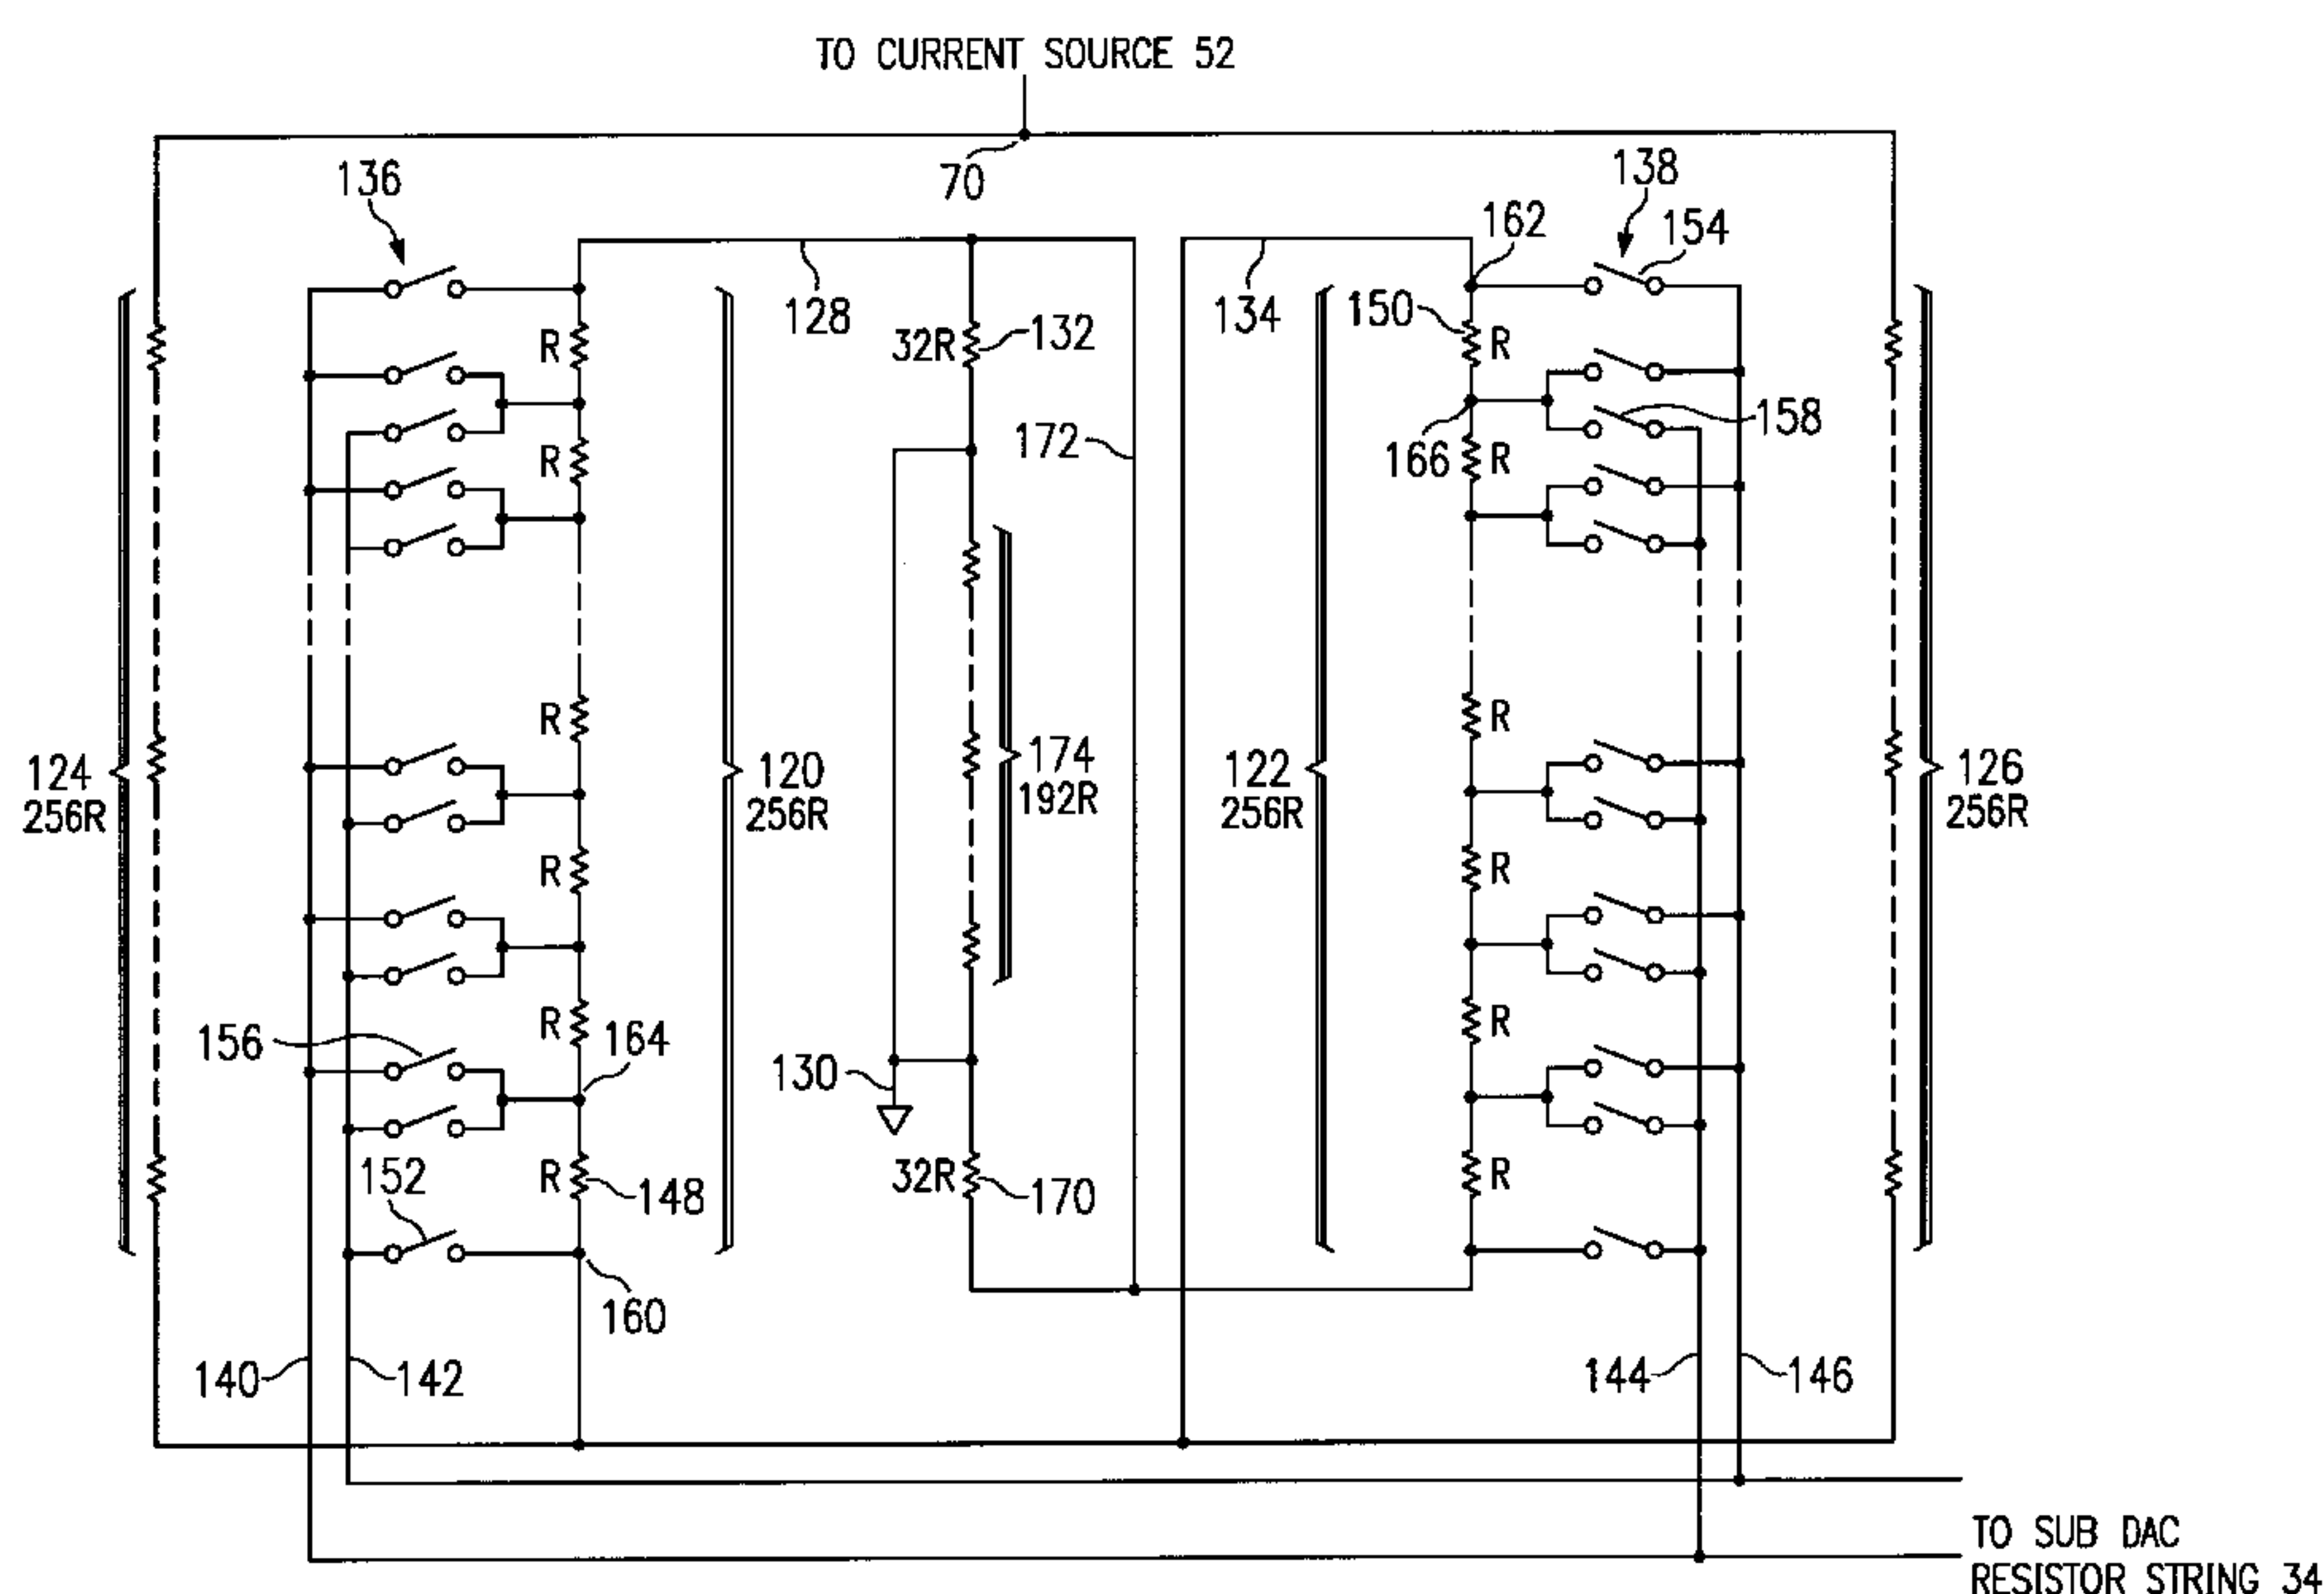 TO CURRENT SOURCE 52
70
136
138
154
162
128
134
150
R
32R
132
R
158
172
R
166
R
R
R
124
256R
120
256R
174
192R
122
256R
126
256R
R
R
156
R
164
130
R
152
R
148
32R
170
R
160
140
142
144
146
TO SUB DAC
RESISTOR STRING 34